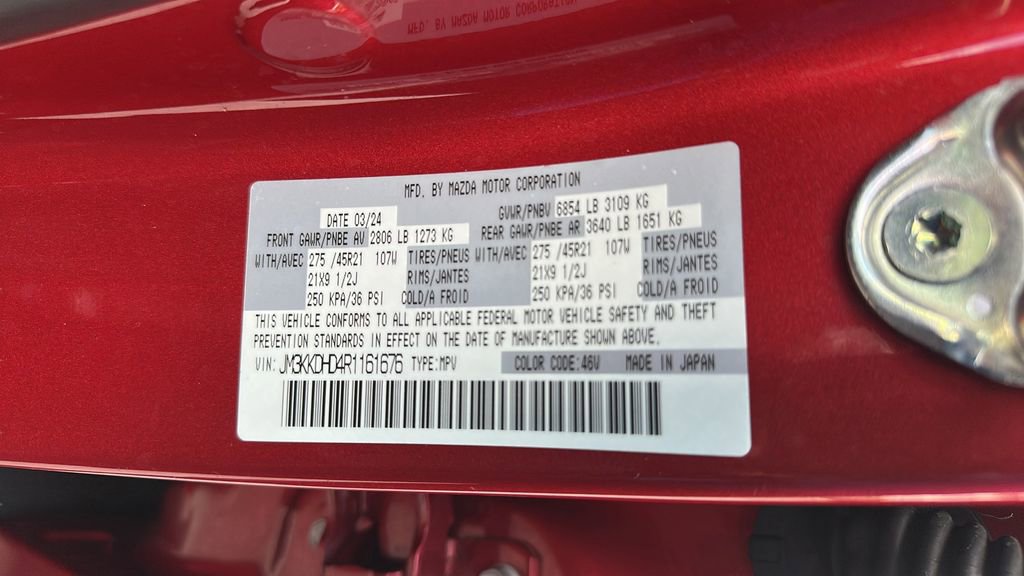 MFD. BY MAZDA MOTOR CORPORATION
MFD. BY MAZDA MOTOR CORPORATION
DATE 03/24 GVWR/PNBV 6854 LB 3109 KG
FRONT GAWR/PNBE AV 2806 LB 1273 KG REAR GAWR/PNBE AR 3640 LB 1651 KG
WITH/AVEC 275 /45R21 107W TIRES/PNEUS WITH/AVEC 275 /45R21 107W TIRES/PNEUS
21X9 1/2J RIMS/JANTES 21X9 1/2J RIMS/JANTES
250 KPA/36 PSI COLD/A FROID 250 KPA/36 PSI COLD/A FROID
THIS VEHICLE CONFORMS TO ALL APPLICABLE FEDERAL MOTOR VEHICLE SAFETY AND THEFT
PREVENTION STANDARDS IN EFFECT ON THE DATE OF MANUFACTURE SHOWN ABOVE.
VIN: JM3KKDHD4R1161676 TYPE:MPV COLOR CODE:46V MADE IN JAPAN